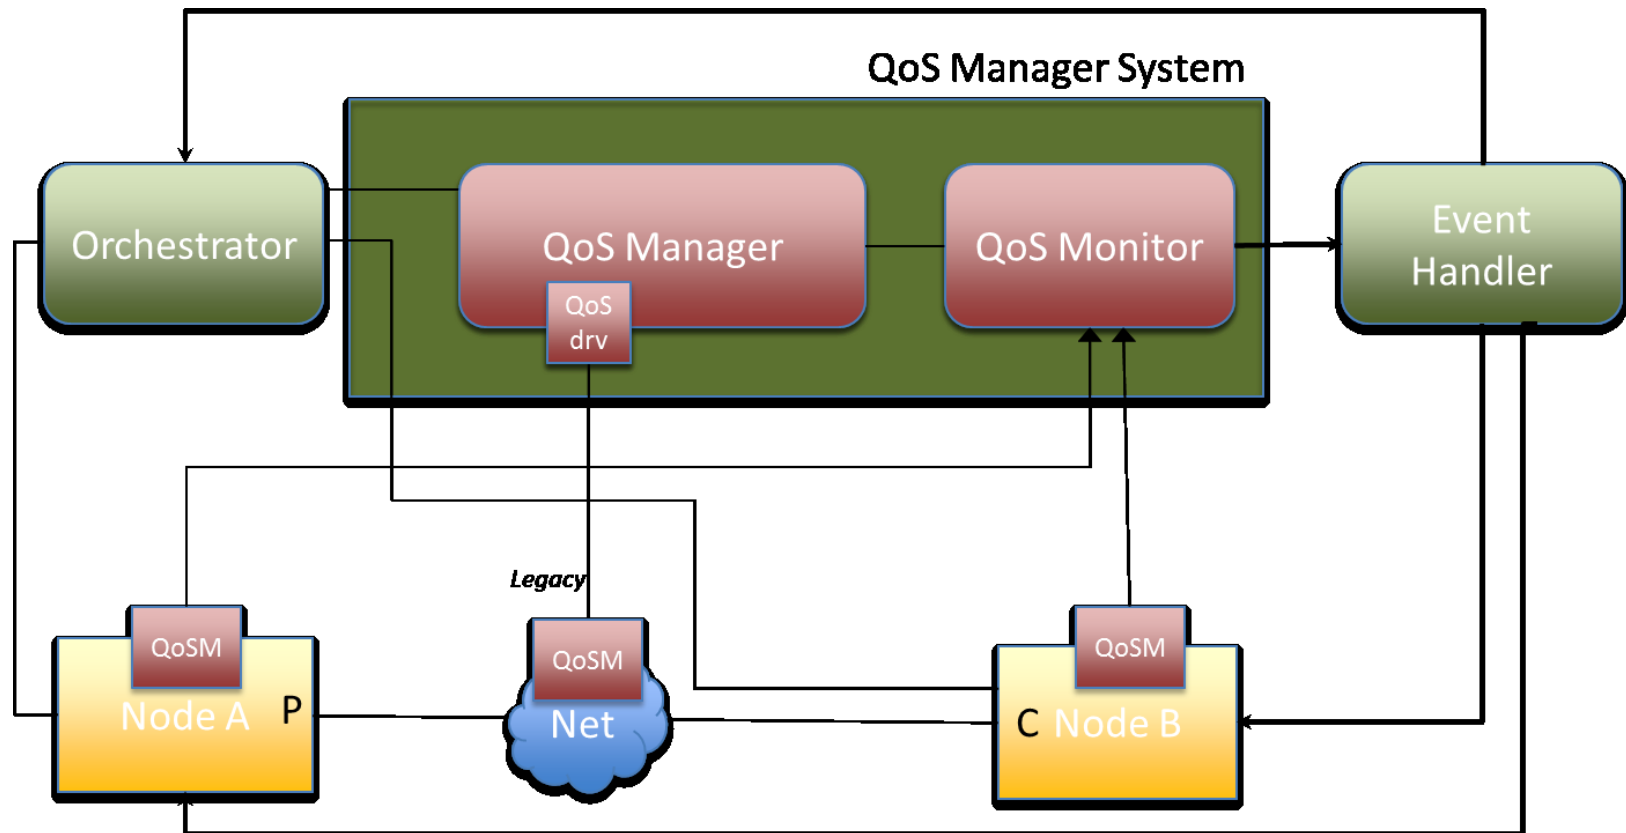 QoS Manager System
Orchestrator
QoS Manager
QoS
drv
QoS Monitor
Event
Handler
Legacy
QoSM
Node A
P
QoSM
Net
QoSM
C
Node B